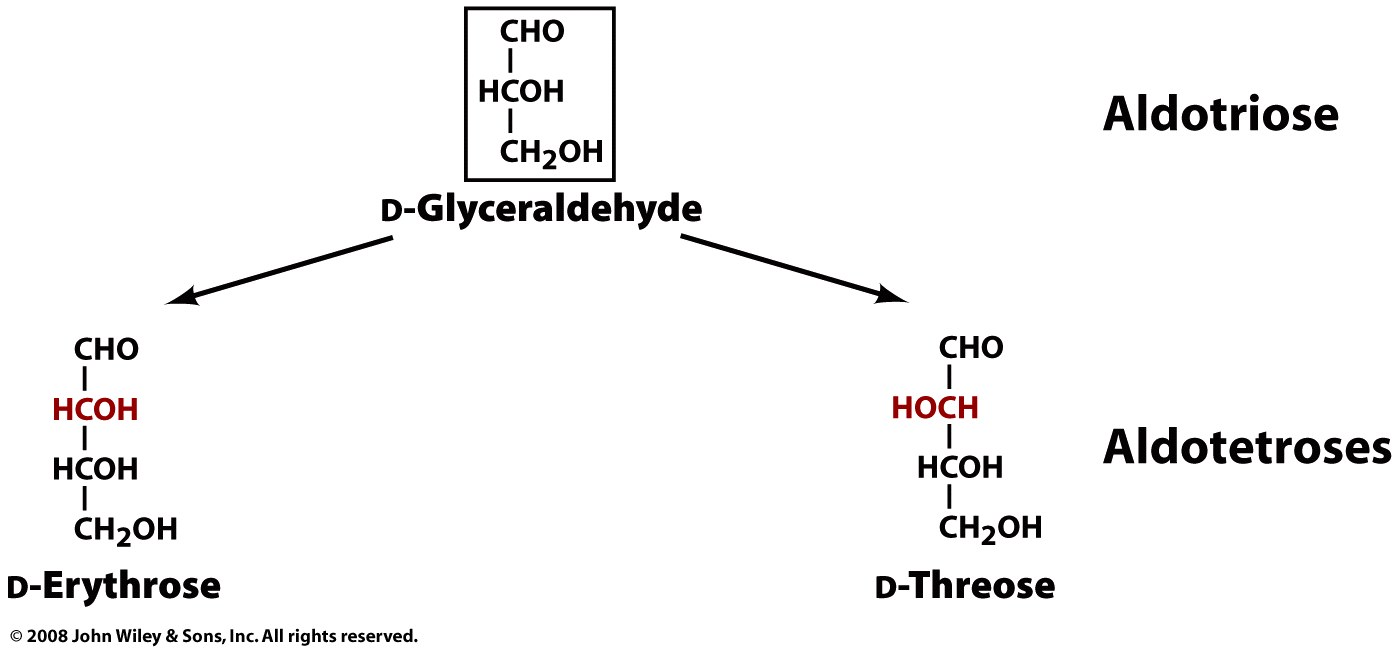 CHO
HCOH
CH2OH
D-Glyceraldehyde
Aldotriose
CHO
HCOH
HCOH
CH2OH
D-Erythrose
CHO
HOCH
HCOH
CH2OH
D-Threose
Aldotetroses
© 2008 John Wiley & Sons, Inc. All rights reserved.